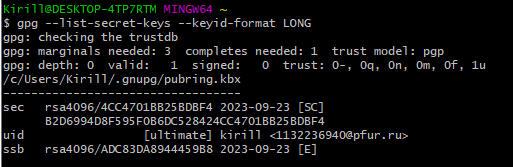 Kirill@DESKTOP-4TP7RTM MINGW64 ~
$ gpg --list-secret-keys --keyid-format LONG
gpg: checking the trustdb
gpg: marginals needed: 3  completes needed: 1  trust model: pgp
gpg: depth: 0  valid:   1  signed:   0  trust: 0-, 0q, 0n, 0m, 0f, 1u
/c/Users/Kirill/.gnupg/pubring.kbx
----------------------------------
sec   rsa4096/4CC4701BB25BDBF4 2023-09-23 [SC]
      B2D6994D8F595F0B6DC528424CC4701BB25BDBF4
uid                 [ultimate] kirill <1132236940@pfur.ru>
ssb   rsa4096/ADC83DA8944459B8 2023-09-23 [E]